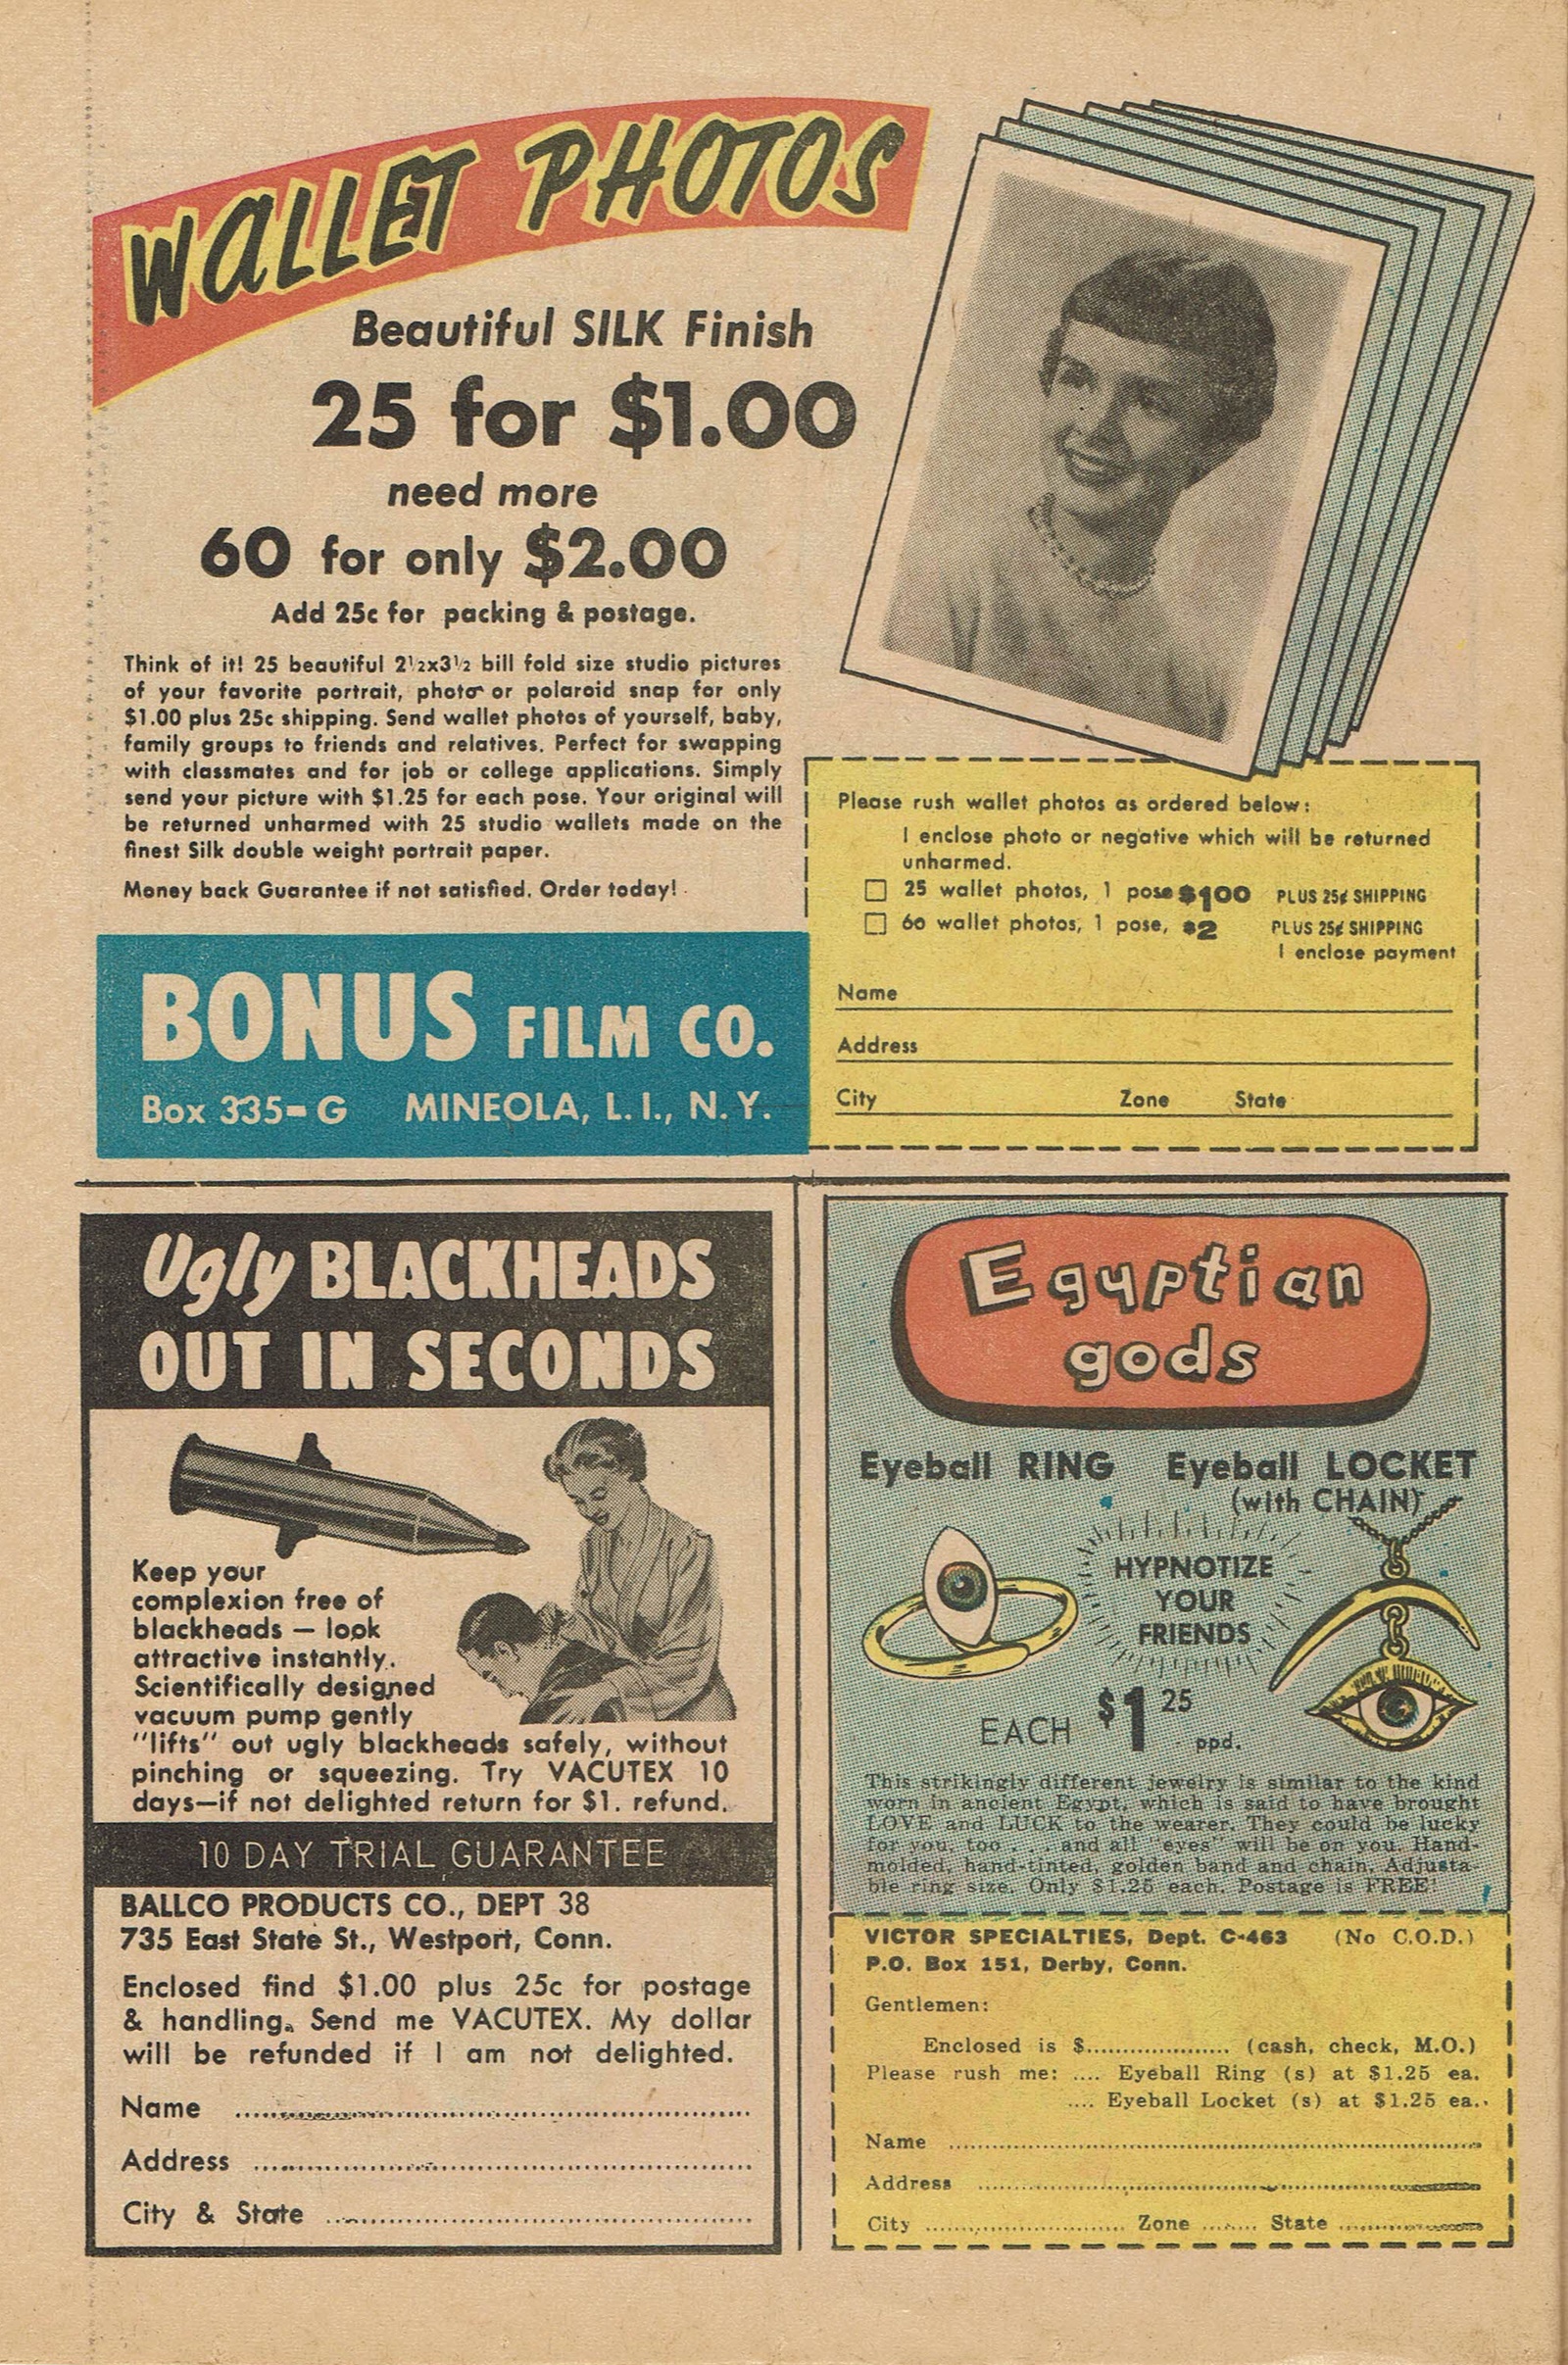 WALLET PHOTOS
Beautiful SILK Finish
25 for $1.00
need more
60 for only $2.00
Add 25c for packing & postage.
Think of it! 25 beautiful 2½x3½ bill fold size studio pictures
of your favorite portrait, photo or polaroid snap for only
$1.00 plus 25c shipping. Send wallet photos of yourself, baby,
family groups to friends and relatives. Perfect for swapping
with classmates and for job or college applications. Simply
send your picture with $1.25 for each pose. Your original will
be returned unharmed with 25 studio wallets made on the
finest Silk double weight portrait paper.
Money back Guarantee if not satisfied. Order today!
BONUS FILM CO.
Box 335-G MINEOLA, L.I., N.Y.
Please rush wallet photos as ordered below:
I enclose photo or negative which will be returned
unharmed.
25 wallet photos, 1 pose $100 PLUS 25¢ SHIPPING
60 wallet photos, 1 pose, $2 PLUS 25¢ SHIPPING
I enclose payment
Name
Address
City Zone State
Ugly BLACKHEADS
OUT IN SECONDS
Keep your
complexion free of
blackheads — look
attractive instantly.
Scientifically designed
vacuum pump gently
"lifts" out ugly blackheads safely, without
pinching or squeezing. Try VACUTEX 10
days—if not delighted return for $1. refund.
10 DAY TRIAL GUARANTEE
BALLCO PRODUCTS CO., DEPT 38
735 East State St., Westport, Conn.
Enclosed find $1.00 plus 25c for postage
& handling. Send me VACUTEX. My dollar
will be refunded if I am not delighted.
Name
Address
City & State
Egyptian
gods
Eyeball RING Eyeball LOCKET
(with CHAIN)
HYPNOTIZE
YOUR
FRIENDS
EACH $1 25
ppd.
This strikingly different jewelry is similar to the kind
worn in ancient Egypt, which is said to have brought
LOVE and LUCK to the wearer. They could be lucky
for you, too . . . and all "eyes" will be on you. Hand-
molded, hand-tinted, golden band and chain. Adjusta-
ble ring size. Only $1.25 each. Postage is FREE!
VICTOR SPECIALTIES, Dept. C-463 (No C.O.D.)
P.O. Box 151, Derby, Conn.
Gentlemen:
Enclosed is $.................... (cash, check, M.O.)
Please rush me: .... Eyeball Ring (s) at $1.25 ea.
.... Eyeball Locket (s) at $1.25 ea..
Name
Address
City Zone State